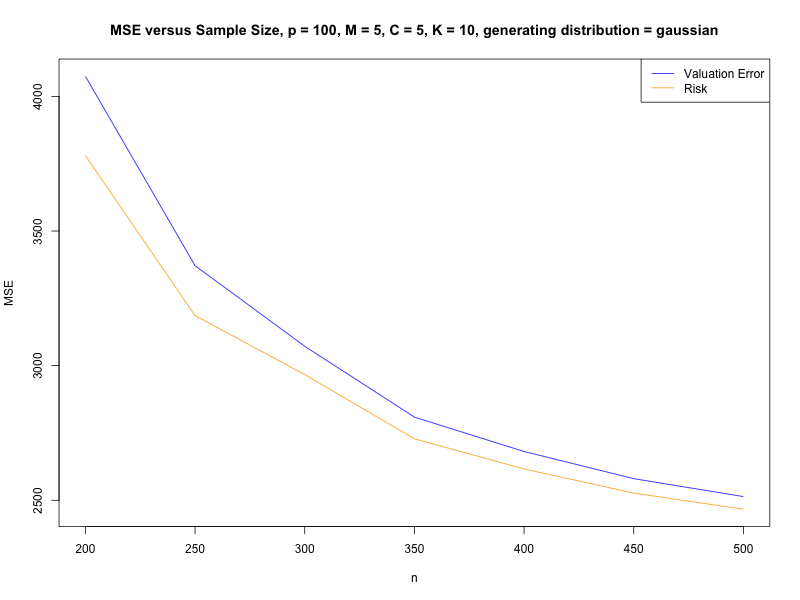 MSE versus Sample Size, p = 100, M = 5, C = 5, K = 10, generating distribution = gaussian
Valuation Error
Risk
4000
3500
3000
2500
MSE
200 250 300 350 400 450 500
n